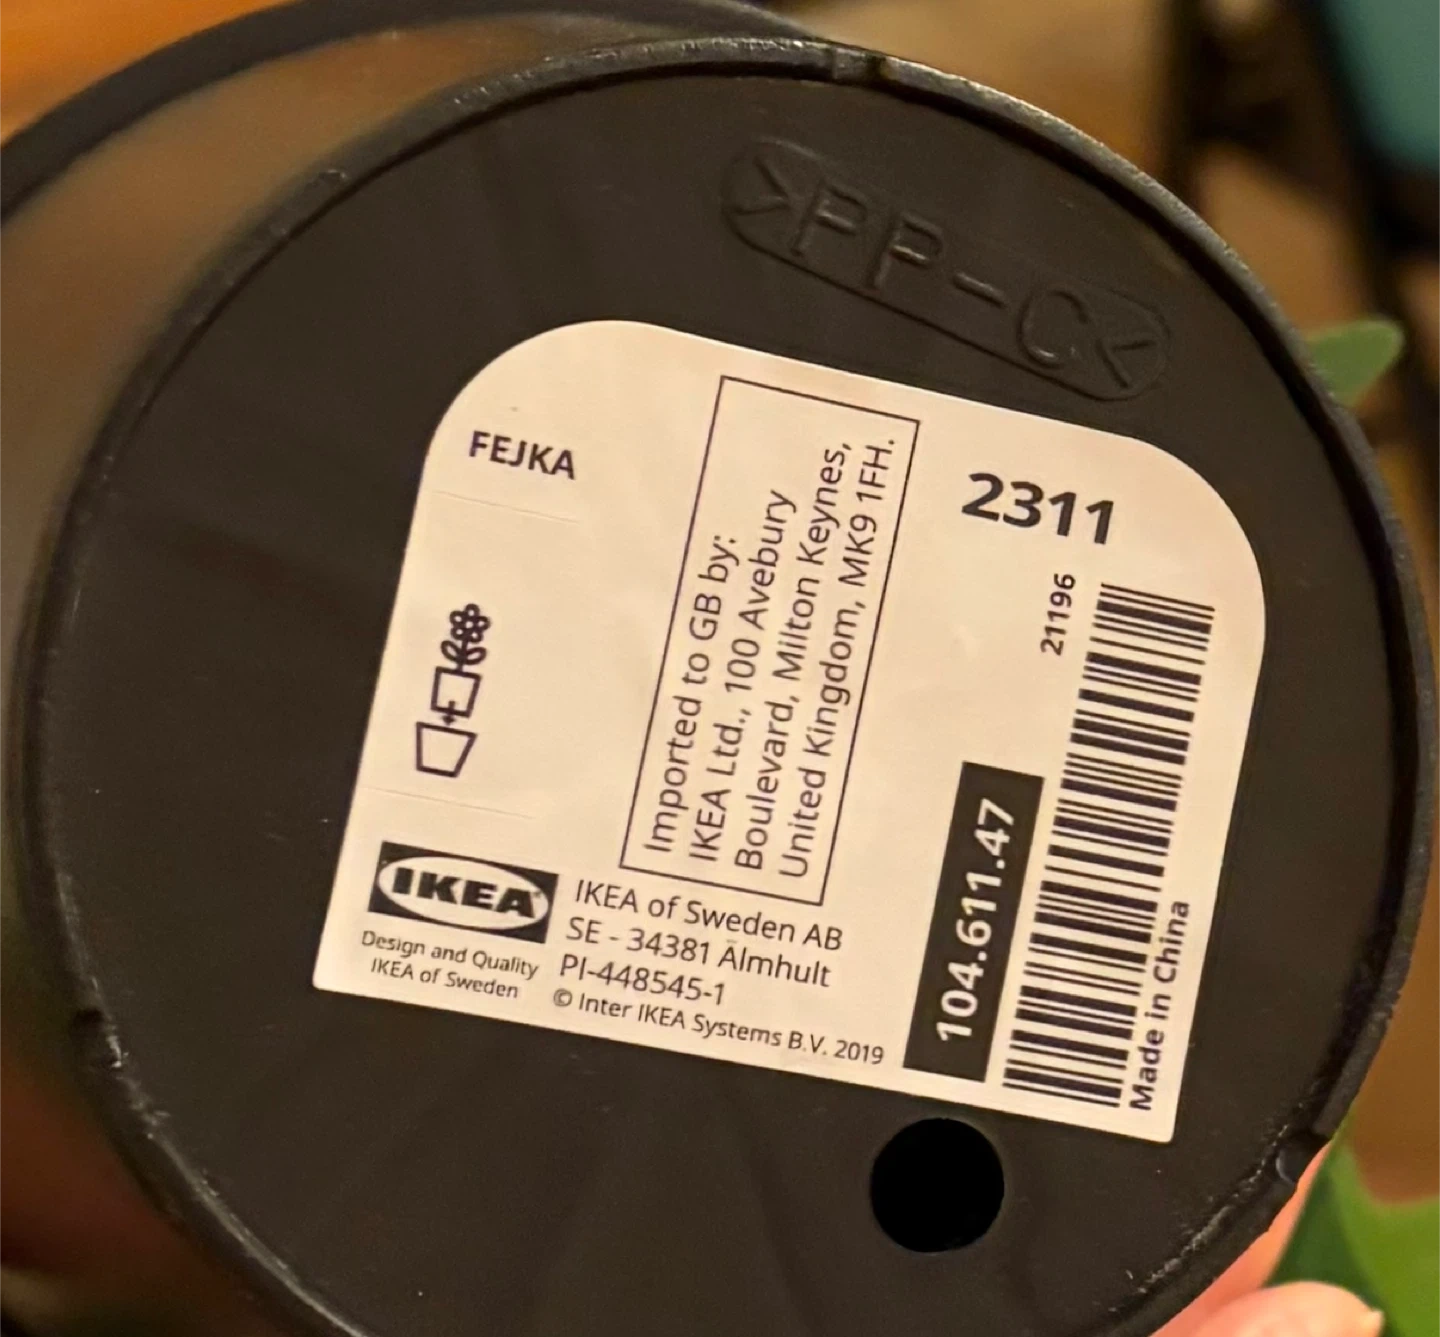 >PP-C<
FEJKA
Imported to GB by:
IKEA Ltd., 100 Avebury
Boulevard, Milton Keynes,
United Kingdom, MK9 1FH.
2311
21196
104.611.47
Made in China
IKEA
Design and Quality
IKEA of Sweden
IKEA of Sweden AB
SE - 34381 Älmhult
PI-448545-1
© Inter IKEA Systems B.V. 2019